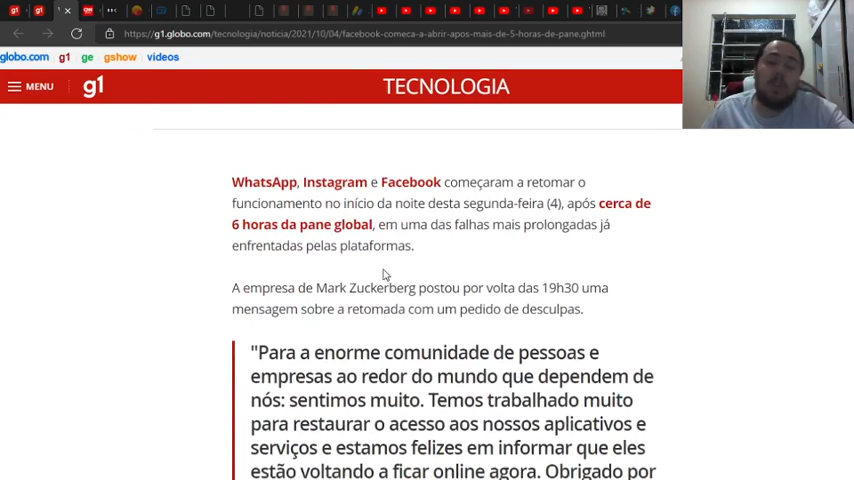 https://g1.globo.com/tecnologia/noticia/2021/10/04/facebook-comeca-a-abrir-apos-mais-de-5-horas-de-pane.ghtml
globo.com g1 ge gshow videos
MENU g1 TECNOLOGIA
WhatsApp, Instagram e Facebook começaram a retomar o
funcionamento no início da noite desta segunda-feira (4), após cerca de
6 horas da pane global, em uma das falhas mais prolongadas já
enfrentadas pelas plataformas.
A empresa de Mark Zuckerberg postou por volta das 19h30 uma
mensagem sobre a retomada com um pedido de desculpas.
"Para a enorme comunidade de pessoas e
empresas ao redor do mundo que dependem de
nós: sentimos muito. Temos trabalhado muito
para restaurar o acesso aos nossos aplicativos e
serviços e estamos felizes em informar que eles
estão voltando a ficar online agora. Obrigado por